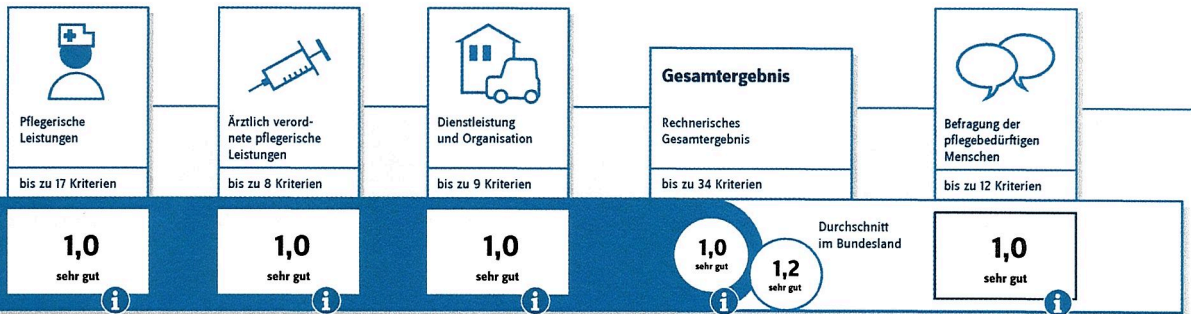 Pflegerische
Leistungen
bis zu 17 Kriterien
1,0
sehr gut
i
Ärztlich verord-
nete pflegerische
Leistungen
bis zu 8 Kriterien
1,0
sehr gut
i
Dienstleistung
und Organisation
bis zu 9 Kriterien
1,0
sehr gut
i
Gesamtergebnis
Rechnerisches
Gesamtergebnis
bis zu 34 Kriterien
1,0
sehr gut
i
1,2
sehr gut
Durchschnitt
im Bundesland
Befragung der
pflegebedürftigen
Menschen
bis zu 12 Kriterien
1,0
sehr gut
i